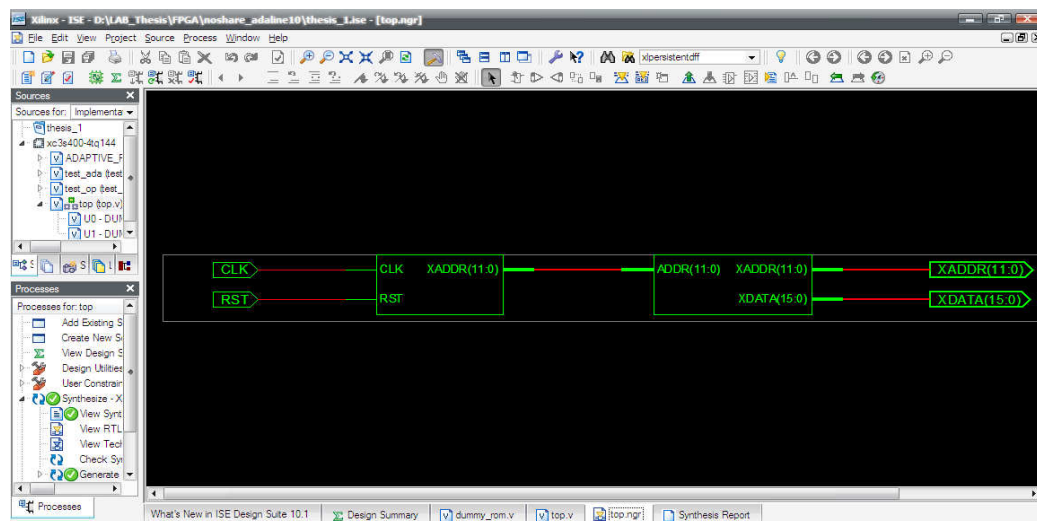 Xilinx - ISE - D:\LAB_Thesis\FPGA\noshare_adaline10\thesis_1.ise - [top.ngr]
File Edit View Project Source Process Window Help
xlpersistentdff
Sources
Sources for: Implementa
thesis_1
xc3s400-4tq144
ADAPTIVE_F
test_ada (test
test_op (test_
top (top.v)
U0 - DUM
U1 - DUM
Processes
Processes for: top
Add Existing S
Create New S
View Design S
Design Utilities
User Constrain
Synthesize - X
View Synt
View RTL
View Tech
Check Syn
Generate
Processes
CLK CLK XADDR(11:0) ADDR(11:0) XADDR(11:0) XADDR(11:0)
RST RST XDATA(15:0) XDATA(15:0)
What's New in ISE Design Suite 10.1 Design Summary dummy_rom.v top.v top.ngr Synthesis Report